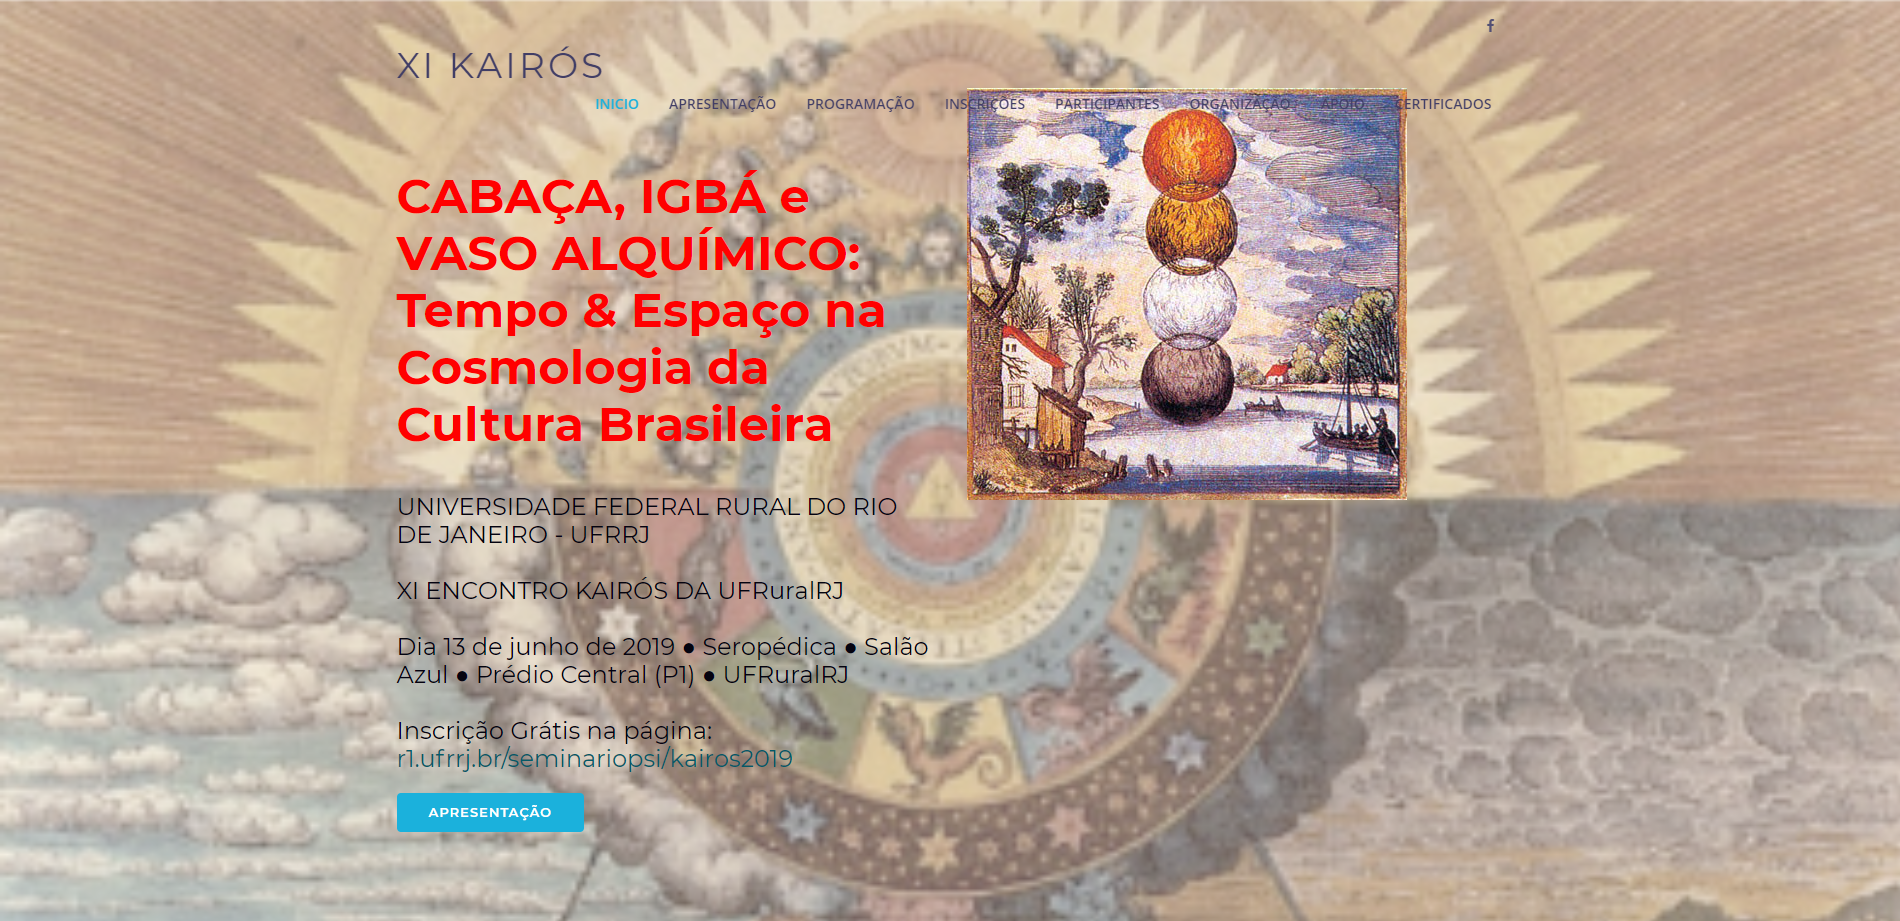 XI KAIRÓS
INICIO APRESENTAÇÃO PROGRAMAÇÃO INSCRIÇÕES PARTICIPANTES ORGANIZAÇÃO APOIO CERTIFICADOS
CABAÇA, IGBÁ e
VASO ALQUÍMICO:
Tempo & Espaço na
Cosmologia da
Cultura Brasileira
UNIVERSIDADE FEDERAL RURAL DO RIO
DE JANEIRO - UFRRJ
XI ENCONTRO KAIRÓS DA UFRuralRJ
Dia 13 de junho de 2019 ● Seropédica ● Salão
Azul ● Prédio Central (P1) ● UFRuralRJ
Inscrição Grátis na página:
r1.ufrrj.br/seminariopsi/kairos2019
APRESENTAÇÃO